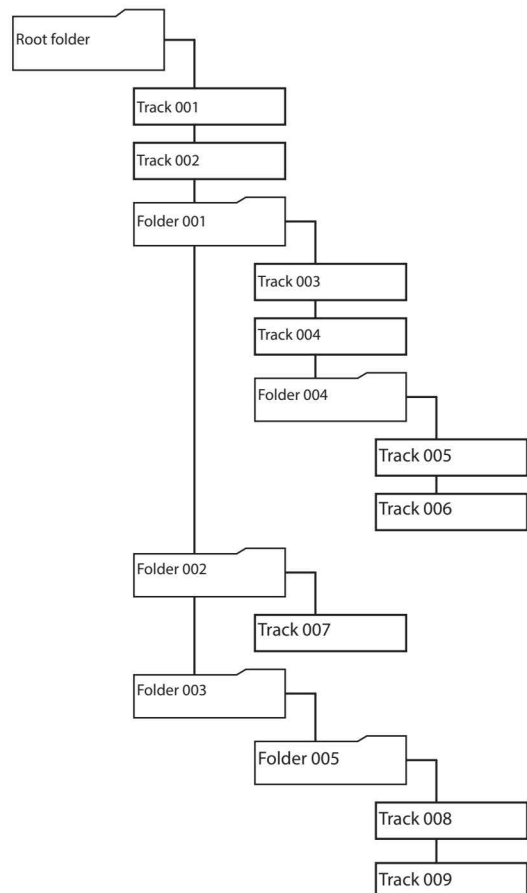 Root folder
Track 001
Track 002
Folder 001
Track 003
Track 004
Folder 004
Track 005
Track 006
Folder 002
Track 007
Folder 003
Folder 005
Track 008
Track 009